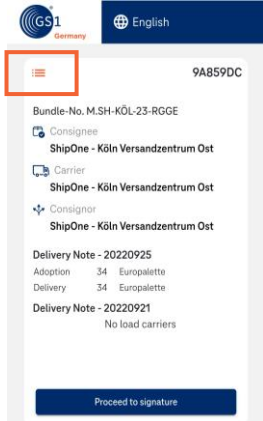 GS1
Germany
English
9A859DC
Bundle-No. M.SH-KÖL-23-RGGE
Consignee
ShipOne - Köln Versandzentrum Ost
Carrier
ShipOne - Köln Versandzentrum Ost
Consignor
ShipOne - Köln Versandzentrum Ost
Delivery Note - 20220925
Adoption 34 Europalette
Delivery 34 Europalette
Delivery Note - 20220921
No load carriers
Proceed to signature